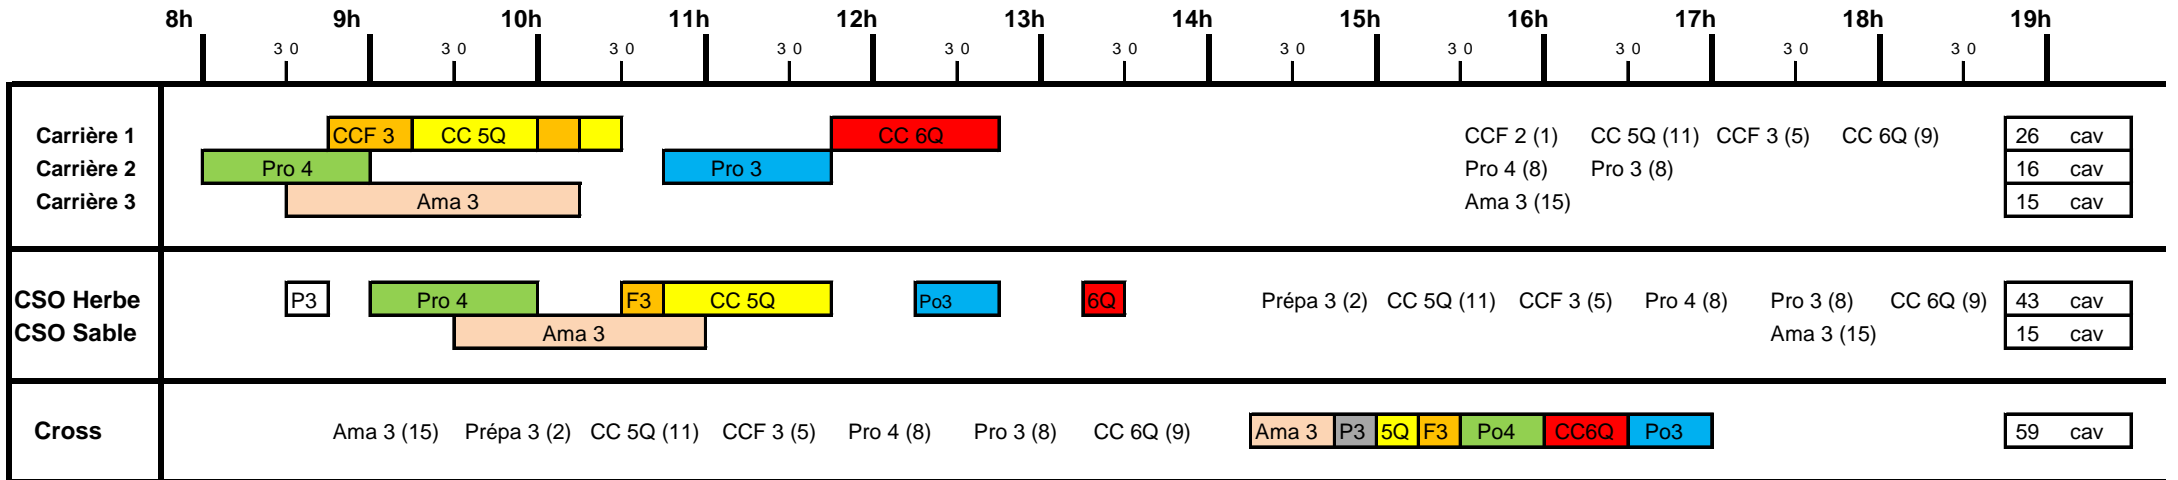 8h 9h 10h 11h 12h 13h 14h 15h 16h 17h 18h 19h
30 30 30 30 30 30 30 30 30 30 30
Carrière 1 CCF 3 CC 5Q CC 6Q CCF 2 (1) CC 5Q (11) CCF 3 (5) CC 6Q (9) 26 cav
Carrière 2 Pro 4 Pro 3 Pro 4 (8) Pro 3 (8) 16 cav
Carrière 3 Ama 3 Ama 3 (15) 15 cav
CSO Herbe P3 Pro 4 F3 CC 5Q Po3 6Q Prépa 3 (2) CC 5Q (11) CCF 3 (5) Pro 4 (8) Pro 3 (8) CC 6Q (9) 43 cav
CSO Sable Ama 3 Ama 3 (15) 15 cav
Cross Ama 3 (15) Prépa 3 (2) CC 5Q (11) CCF 3 (5) Pro 4 (8) Pro 3 (8) CC 6Q (9) Ama 3 P3 5Q F3 Po4 CC6Q Po3 59 cav